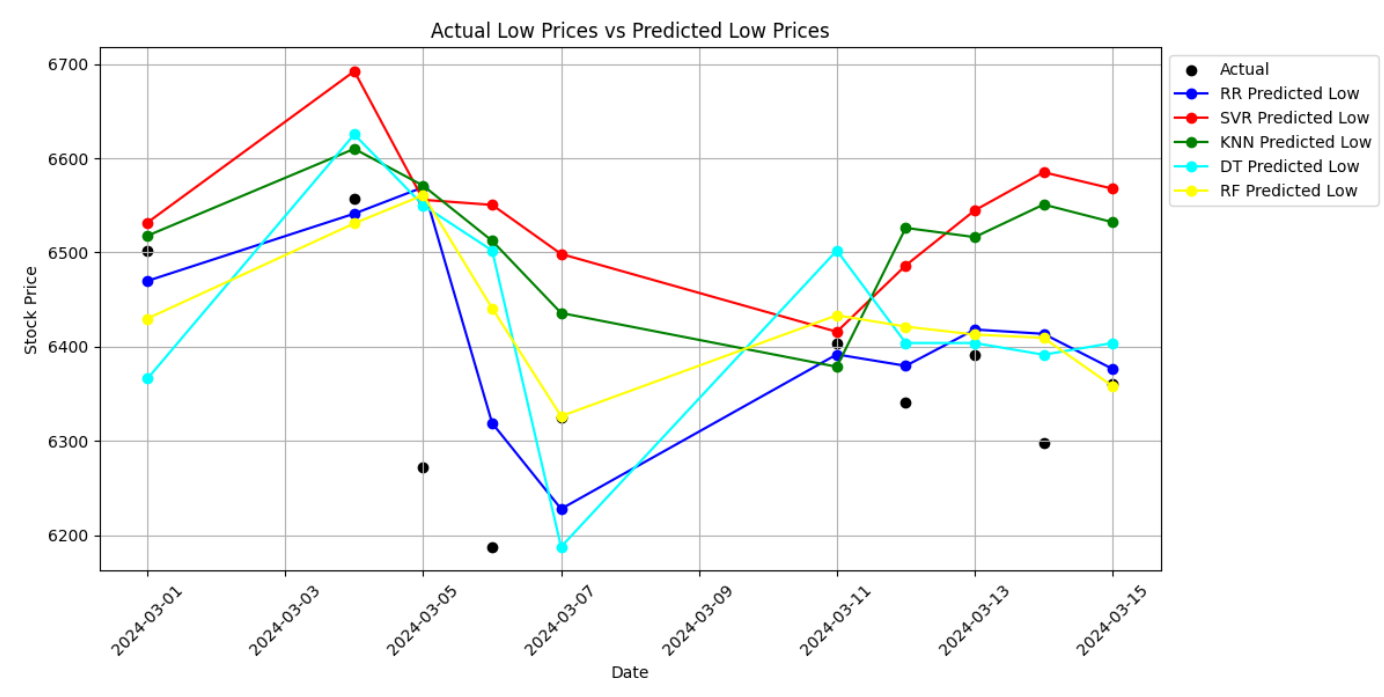 Actual Low Prices vs Predicted Low Prices
6700
6600
6500
6400
6300
6200
Stock Price
2024-03-01
2024-03-03
2024-03-05
2024-03-07
2024-03-09
2024-03-11
2024-03-13
2024-03-15
Date
Actual
RR Predicted Low
SVR Predicted Low
KNN Predicted Low
DT Predicted Low
RF Predicted Low